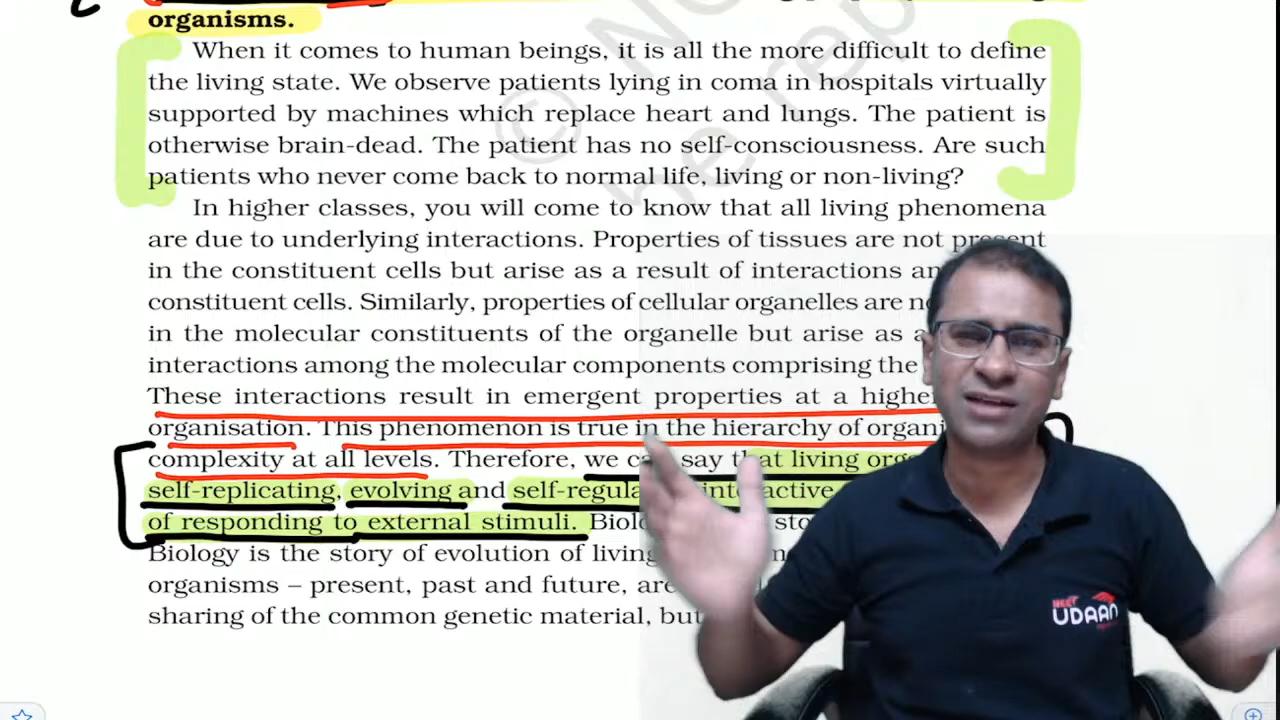 organisms.
When it comes to human beings, it is all the more difficult to define
the living state. We observe patients lying in coma in hospitals virtually
supported by machines which replace heart and lungs. The patient is
otherwise brain-dead. The patient has no self-consciousness. Are such
patients who never come back to normal life, living or non-living?
In higher classes, you will come to know that all living phenomena
are due to underlying interactions. Properties of tissues are not present
in the constituent cells but arise as a result of interactions
constituent cells. Similarly, properties of cellular organelles are
in the molecular constituents of the organelle but arise as a
interactions among the molecular components comprising the
These interactions result in emergent properties at a higher
organisation. This phenomenon is true in the hierarchy of
complexity at all levels. Therefore, we say that living
self-replicating, evolving and
of responding to external stimuli.
Biology is the story of evolution of living
organisms – present, past and future, are
sharing of the common genetic material, but
NEET
UDAAN